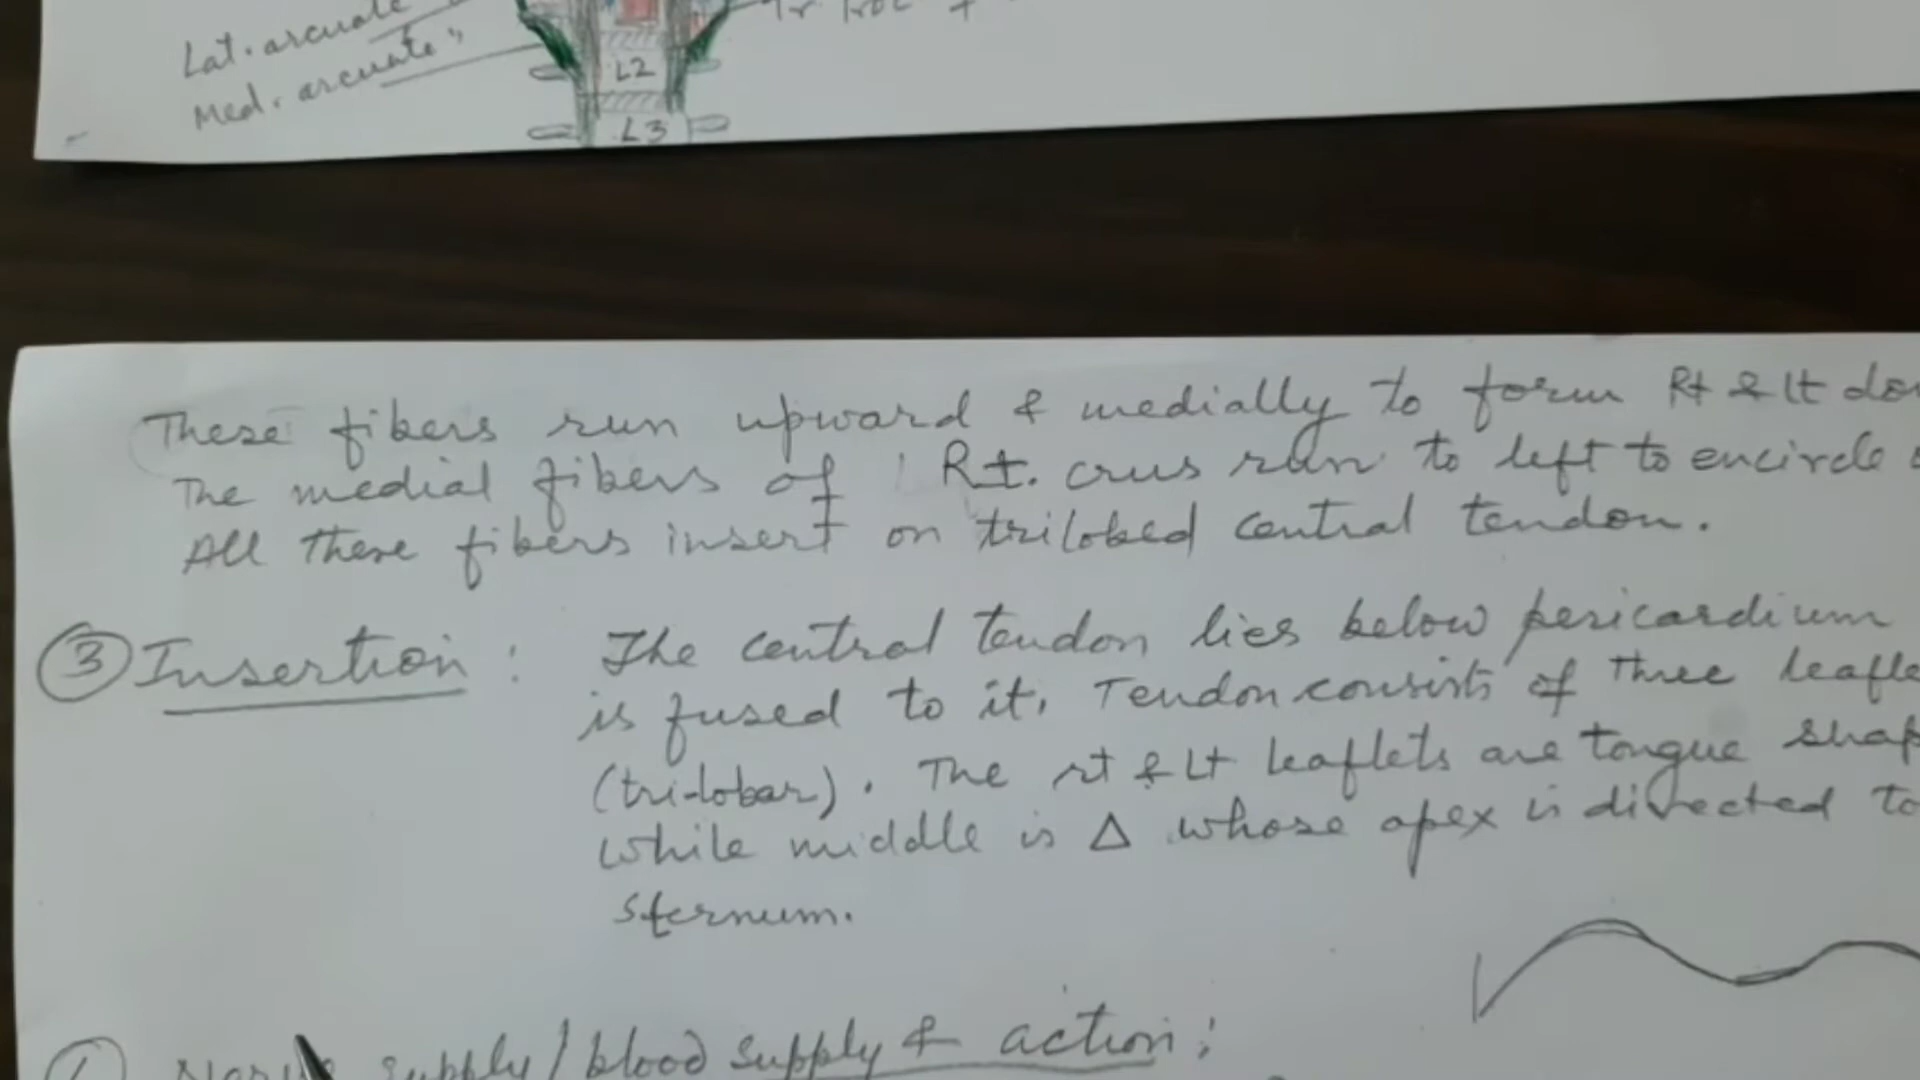 Lat. arcuate
Med. arcuate "
L2
L3
These fibers run upward & medially to form Rt & lt
The medial fibers of Rt. crus run to left to encircle
All these fibers insert on trilobed central tendon.
③ Insertion : The central tendon lies below pericardium
is fused to it. Tendon consists of three
(tri-lobar). The rt & Lt leaflets are tongue
while middle is Δ whose apex is directed to
sternum.
supply / blood supply & action :